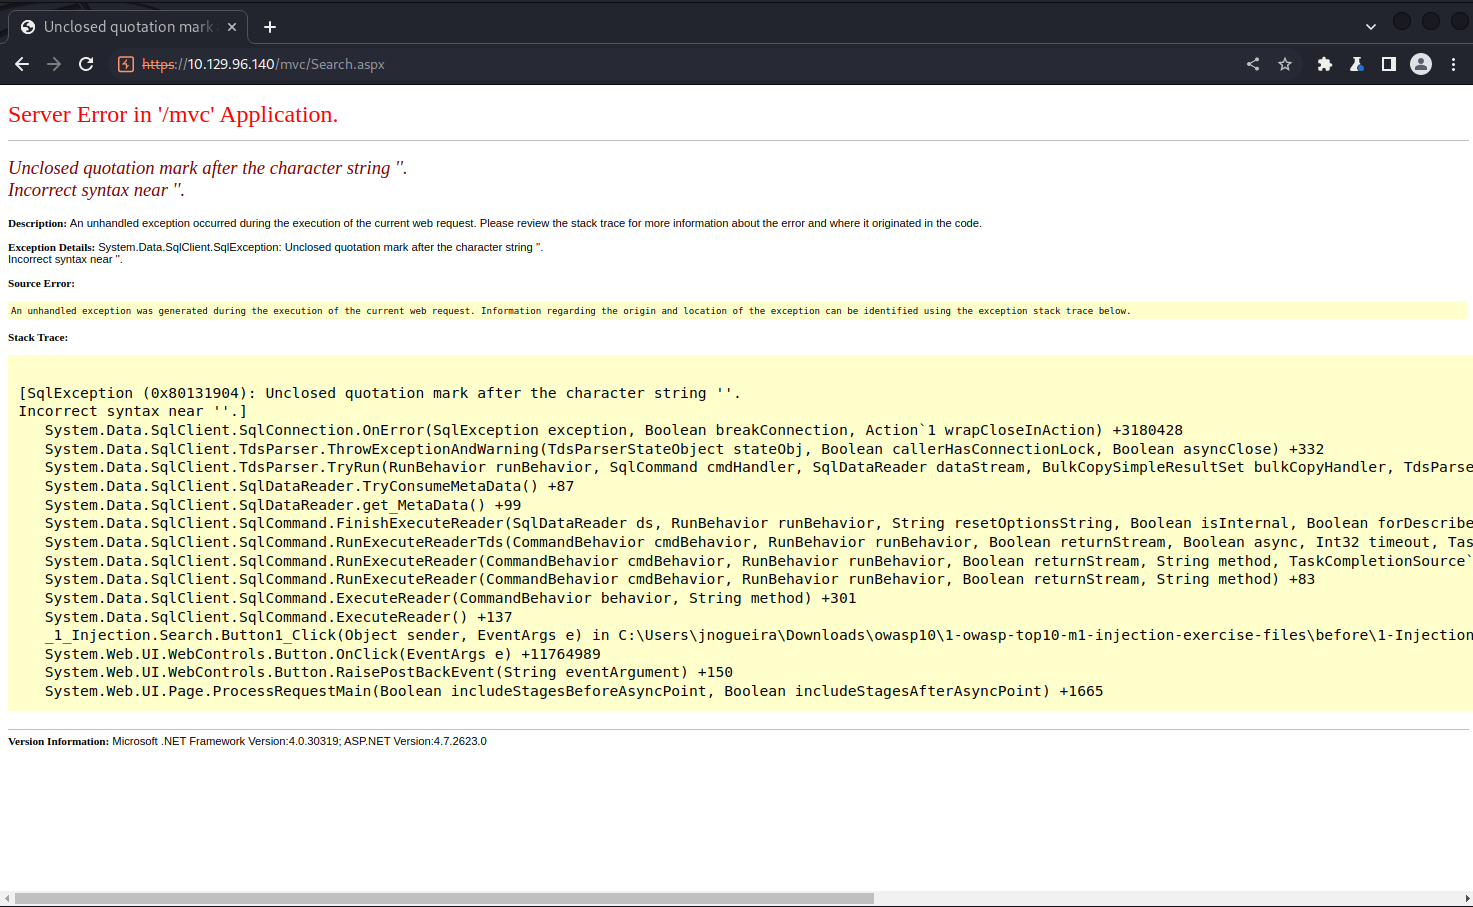 Unclosed quotation mark
https://10.129.96.140/mvc/Search.aspx
Server Error in '/mvc' Application.
Unclosed quotation mark after the character string ''.
Incorrect syntax near ''.
Description: An unhandled exception occurred during the execution of the current web request. Please review the stack trace for more information about the error and where it originated in the code.
Exception Details: System.Data.SqlClient.SqlException: Unclosed quotation mark after the character string ''.
Incorrect syntax near ''.
Source Error:
An unhandled exception was generated during the execution of the current web request. Information regarding the origin and location of the exception can be identified using the exception stack trace below.
Stack Trace:
[SqlException (0x80131904): Unclosed quotation mark after the character string ''.
Incorrect syntax near ''.]
System.Data.SqlClient.SqlConnection.OnError(SqlException exception, Boolean breakConnection, Action`1 wrapCloseInAction) +3180428
System.Data.SqlClient.TdsParser.ThrowExceptionAndWarning(TdsParserStateObject stateObj, Boolean callerHasConnectionLock, Boolean asyncClose) +332
System.Data.SqlClient.TdsParser.TryRun(RunBehavior runBehavior, SqlCommand cmdHandler, SqlDataReader dataStream, BulkCopySimpleResultSet bulkCopyHandler, TdsParse
System.Data.SqlClient.SqlDataReader.TryConsumeMetaData() +87
System.Data.SqlClient.SqlDataReader.get_MetaData() +99
System.Data.SqlClient.SqlCommand.FinishExecuteReader(SqlDataReader ds, RunBehavior runBehavior, String resetOptionsString, Boolean isInternal, Boolean forDescribe
System.Data.SqlClient.SqlCommand.RunExecuteReaderTds(CommandBehavior cmdBehavior, RunBehavior runBehavior, Boolean returnStream, Boolean async, Int32 timeout, Tas
System.Data.SqlClient.SqlCommand.RunExecuteReader(CommandBehavior cmdBehavior, RunBehavior runBehavior, Boolean returnStream, String method, TaskCompletionSource`
System.Data.SqlClient.SqlCommand.RunExecuteReader(CommandBehavior cmdBehavior, RunBehavior runBehavior, Boolean returnStream, String method) +83
System.Data.SqlClient.SqlCommand.ExecuteReader(CommandBehavior behavior, String method) +301
System.Data.SqlClient.SqlCommand.ExecuteReader() +137
_1_Injection.Search.Button1_Click(Object sender, EventArgs e) in C:\Users\jnogueira\Downloads\owasp10\1-owasp-top10-m1-injection-exercise-files\before\1-Injection
System.Web.UI.WebControls.Button.OnClick(EventArgs e) +11764989
System.Web.UI.WebControls.Button.RaisePostBackEvent(String eventArgument) +150
System.Web.UI.Page.ProcessRequestMain(Boolean includeStagesBeforeAsyncPoint, Boolean includeStagesAfterAsyncPoint) +1665
Version Information: Microsoft .NET Framework Version:4.0.30319; ASP.NET Version:4.7.2623.0